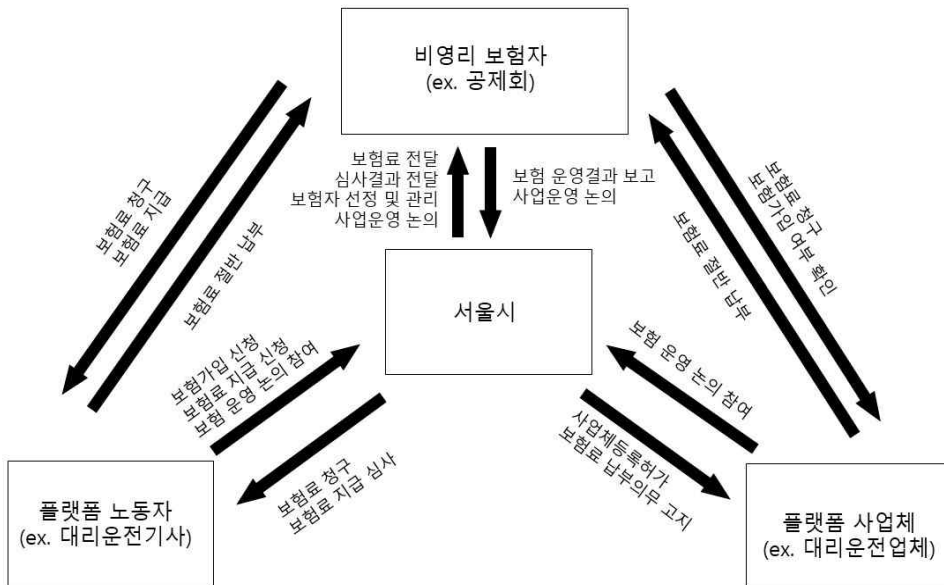 비영리 보험자
(ex. 공제회)
보험료 전달
심사결과 전달
보험자 선정 및 관리
사업운영 논의
보험 운영결과 보고
사업운영 논의
보험료 청구
보험료 지급
보험료 절반 납부
보험료 청구
보험가입 여부 확인
보험료 절반 납부
서울시
보험가입 신청
보험료 지급 신청
보험 운영 논의 참여
보험 운영 논의 참여
보험료 청구
보험료 지급 심사
사업체등록허가
보험료 납부의무 고지
플랫폼 노동자
(ex. 대리운전기사)
플랫폼 사업체
(ex. 대리운전업체)